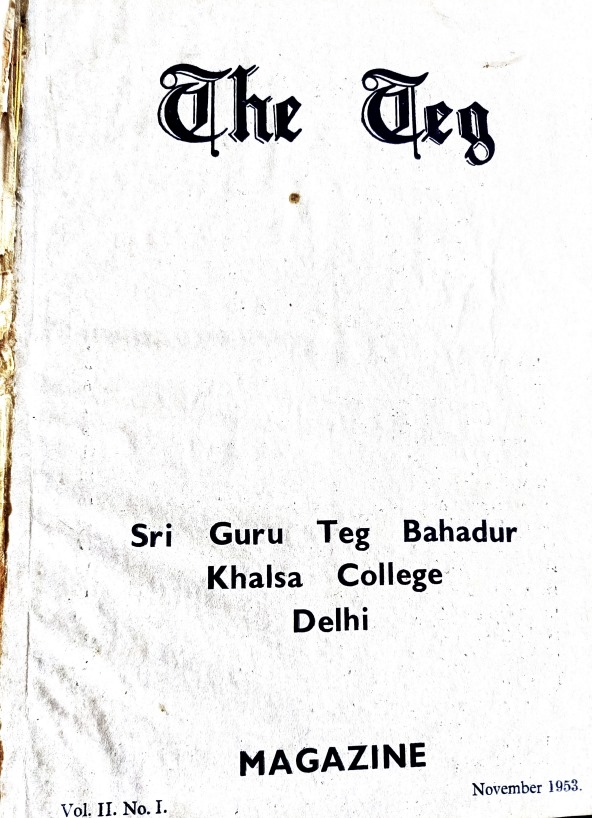 The Teg
Sri Guru Teg Bahadur
Khalsa College
Delhi
MAGAZINE
November 1953.
Vol. II. No. I.